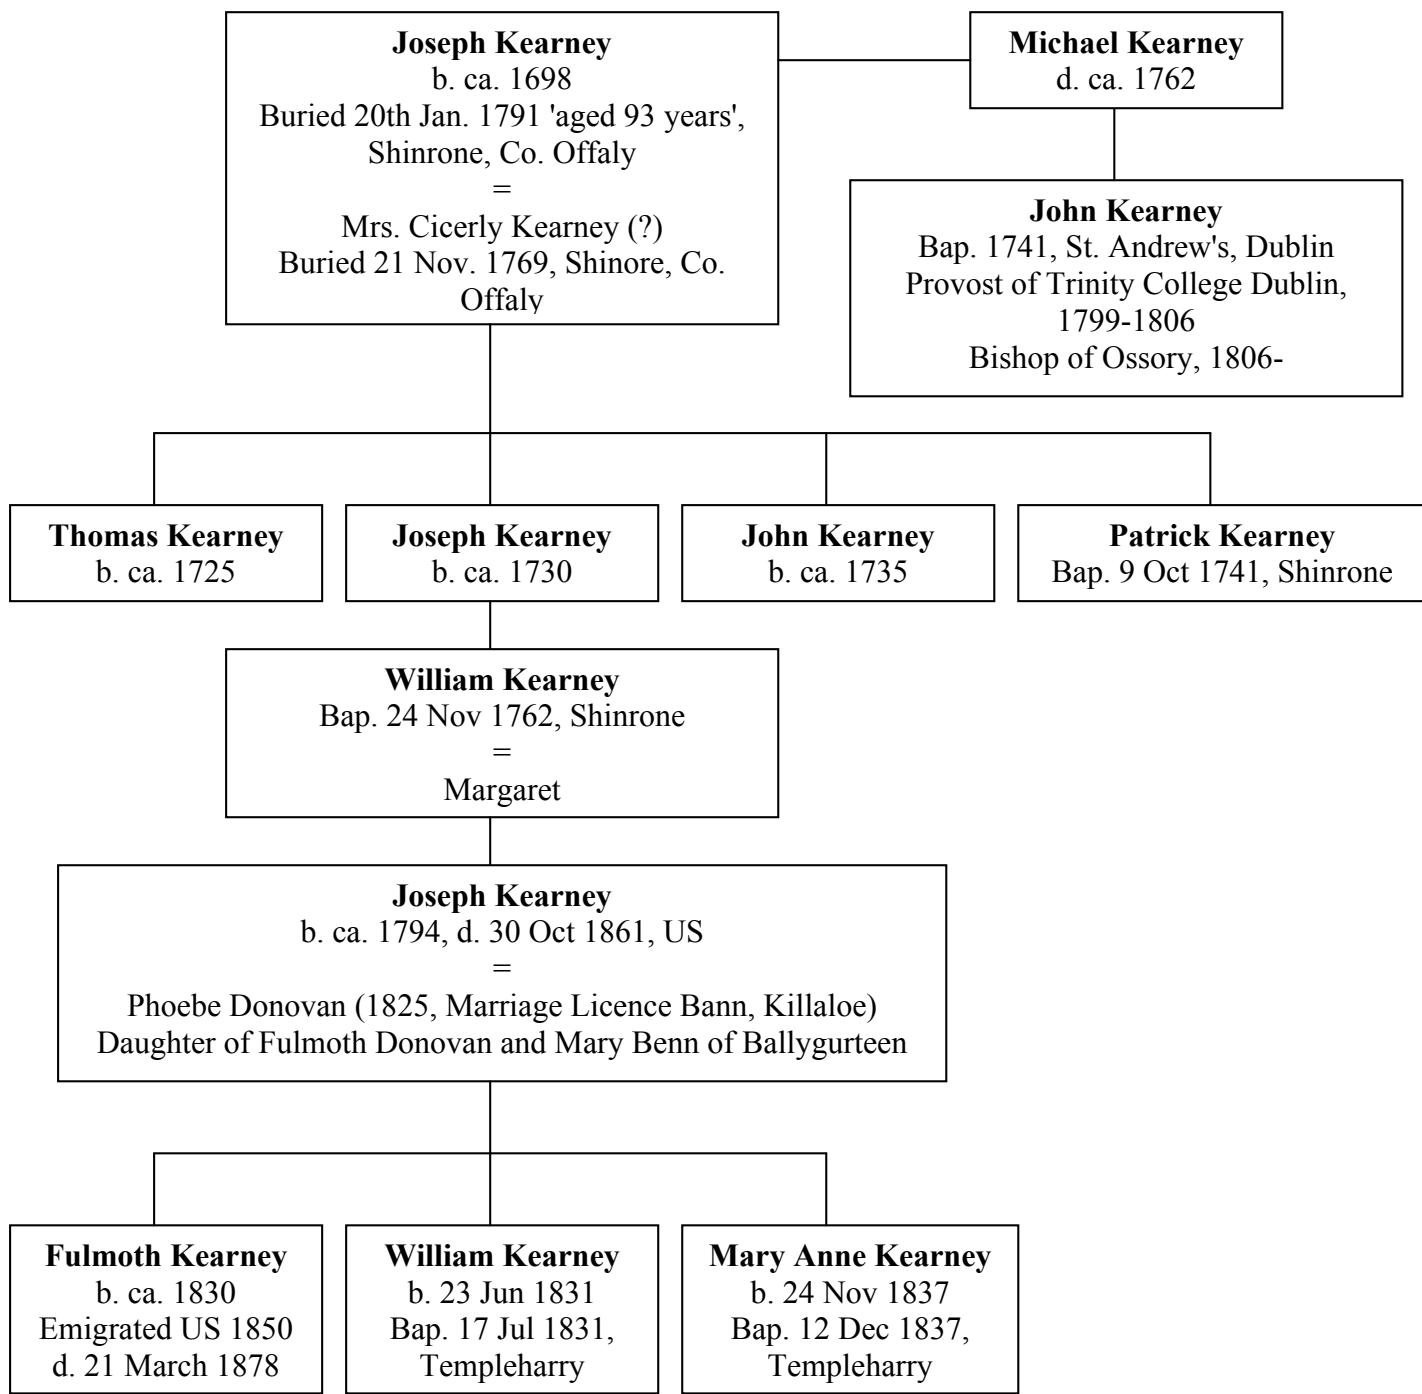 Joseph Kearney
b. ca. 1698
Buried 20th Jan. 1791 'aged 93 years',
Shinrone, Co. Offaly
=
Mrs. Cicerly Kearney (?)
Buried 21 Nov. 1769, Shinore, Co.
Offaly
Michael Kearney
d. ca. 1762
John Kearney
Bap. 1741, St. Andrew's, Dublin
Provost of Trinity College Dublin,
1799-1806
Bishop of Ossory, 1806-
Thomas Kearney
b. ca. 1725
Joseph Kearney
b. ca. 1730
John Kearney
b. ca. 1735
Patrick Kearney
Bap. 9 Oct 1741, Shinrone
William Kearney
Bap. 24 Nov 1762, Shinrone
=
Margaret
Joseph Kearney
b. ca. 1794, d. 30 Oct 1861, US
=
Phoebe Donovan (1825, Marriage Licence Bann, Killaloe)
Daughter of Fulmoth Donovan and Mary Benn of Ballygurteen
Fulmoth Kearney
b. ca. 1830
Emigrated US 1850
d. 21 March 1878
William Kearney
b. 23 Jun 1831
Bap. 17 Jul 1831,
Templeharry
Mary Anne Kearney
b. 24 Nov 1837
Bap. 12 Dec 1837,
Templeharry